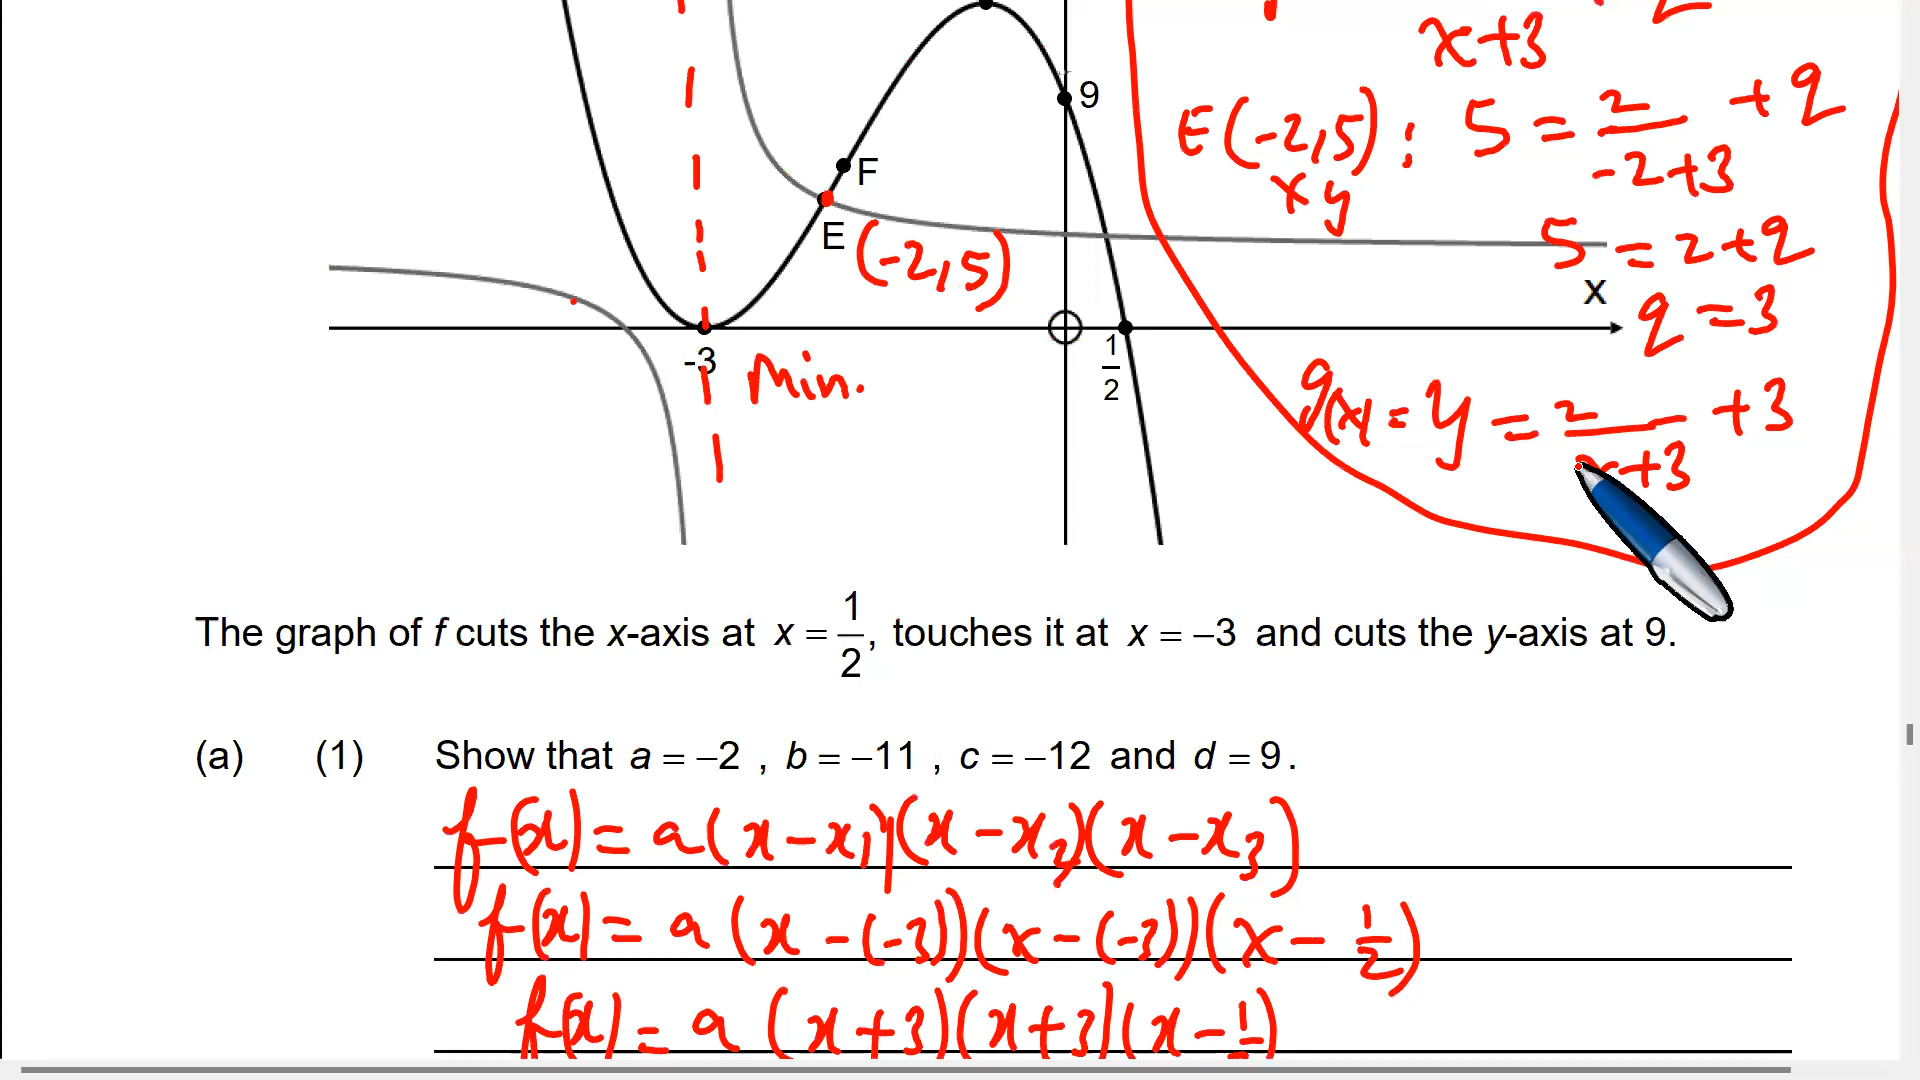 x+3
9
E(-2,5): 5 = 2/(-2+3) + q
x y
F
E (-2,5)
5 = 2+q
x
q = 3
-3
Min.
1/2
g(x) = y = 2/(x+3) +3
The graph of f cuts the x-axis at x = 1/2, touches it at x = –3 and cuts the y-axis at 9.
(a) (1) Show that a = –2 , b = –11 , c = –12 and d = 9.
f(x) = a(x-x₁)(x-x₂)(x-x₃)
f(x) = a(x-(-3))(x-(-3))(x-1/2)
f(x) = a(x+3)(x+3)(x-1